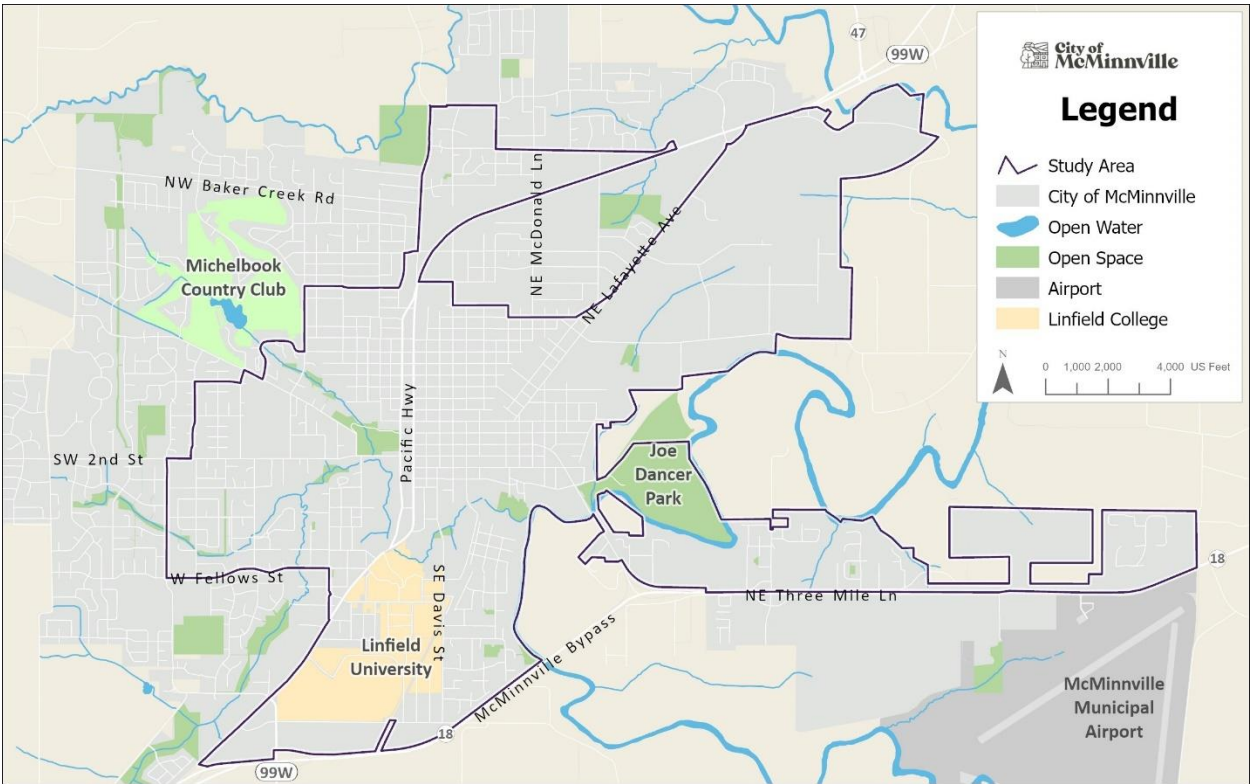 47
99W
City of
McMinnville
Legend
Study Area
City of McMinnville
Open Water
Open Space
Airport
Linfield College
N
0 1,000 2,000 4,000 US Feet
NW Baker Creek Rd
NE McDonald Ln
NE Lafayette Ave
Michelbook
Country Club
Pacific Hwy
SW 2nd St
Joe
Dancer
Park
W Fellows St
SE Davis St
NE Three Mile Ln
18
Linfield
University
McMinnville Bypass
McMinnville
Municipal
Airport
18
99W